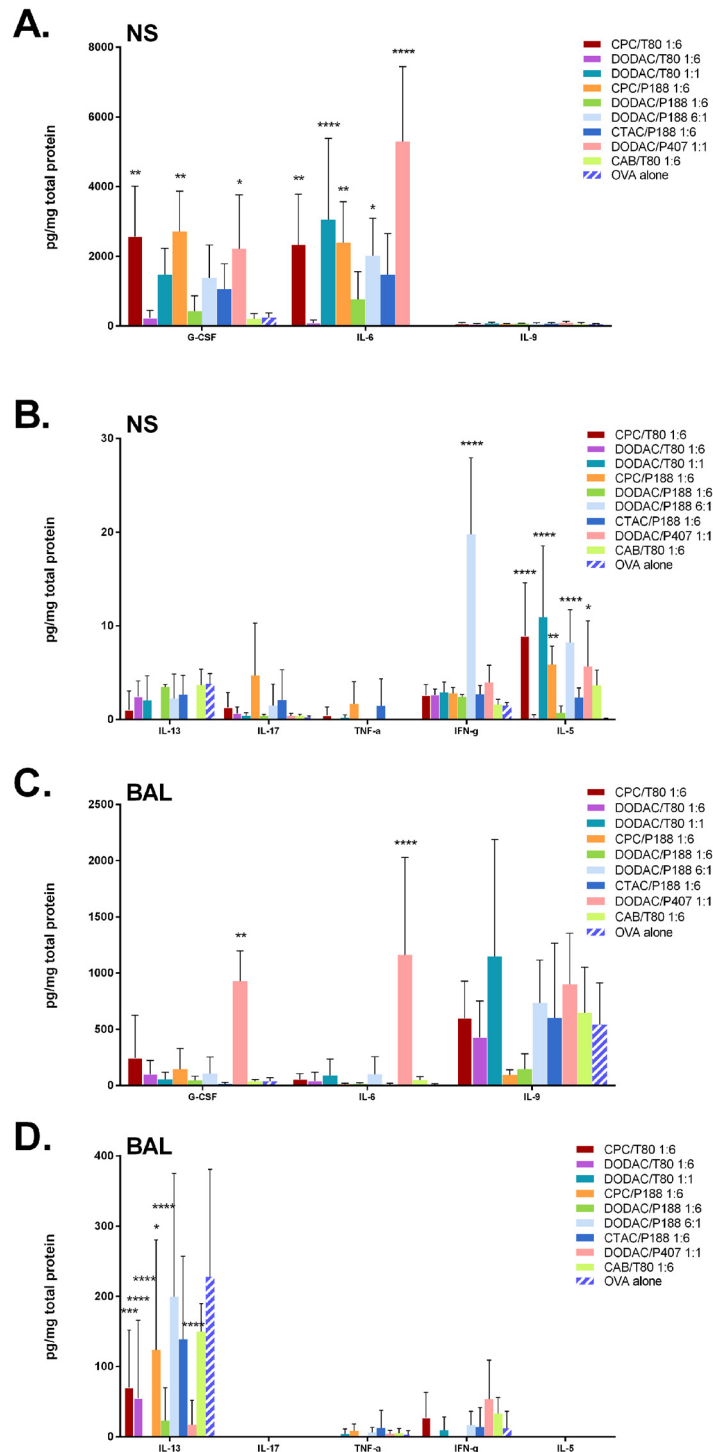 A.
NS
pg/mg total protein
8000
6000
4000
2000
0
**
**
*
**
****
**
*
****
G-CSF
IL-6
IL-9
CPC/T80 1:6
DODAC/T80 1:6
DODAC/T80 1:1
CPC/P188 1:6
DODAC/P188 1:6
DODAC/P188 6:1
CTAC/P188 1:6
DODAC/P407 1:1
CAB/T80 1:6
OVA alone
B.
NS
pg/mg total protein
30
20
10
0
****
****
****
**
****
*
IL-13
IL-17
TNF-a
IFN-g
IL-5
CPC/T80 1:6
DODAC/T80 1:6
DODAC/T80 1:1
CPC/P188 1:6
DODAC/P188 1:6
DODAC/P188 6:1
CTAC/P188 1:6
DODAC/P407 1:1
CAB/T80 1:6
OVA alone
C.
BAL
pg/mg total protein
2500
2000
1500
1000
500
0
**
****
G-CSF
IL-6
IL-9
CPC/T80 1:6
DODAC/T80 1:6
DODAC/T80 1:1
CPC/P188 1:6
DODAC/P188 1:6
DODAC/P188 6:1
CTAC/P188 1:6
DODAC/P407 1:1
CAB/T80 1:6
OVA alone
D.
BAL
pg/mg total protein
400
300
200
100
0
***
****
****
*
****
****
IL-13
IL-17
TNF-a
IFN-g
IL-5
CPC/T80 1:6
DODAC/T80 1:6
DODAC/T80 1:1
CPC/P188 1:6
DODAC/P188 1:6
DODAC/P188 6:1
CTAC/P188 1:6
DODAC/P407 1:1
CAB/T80 1:6
OVA alone